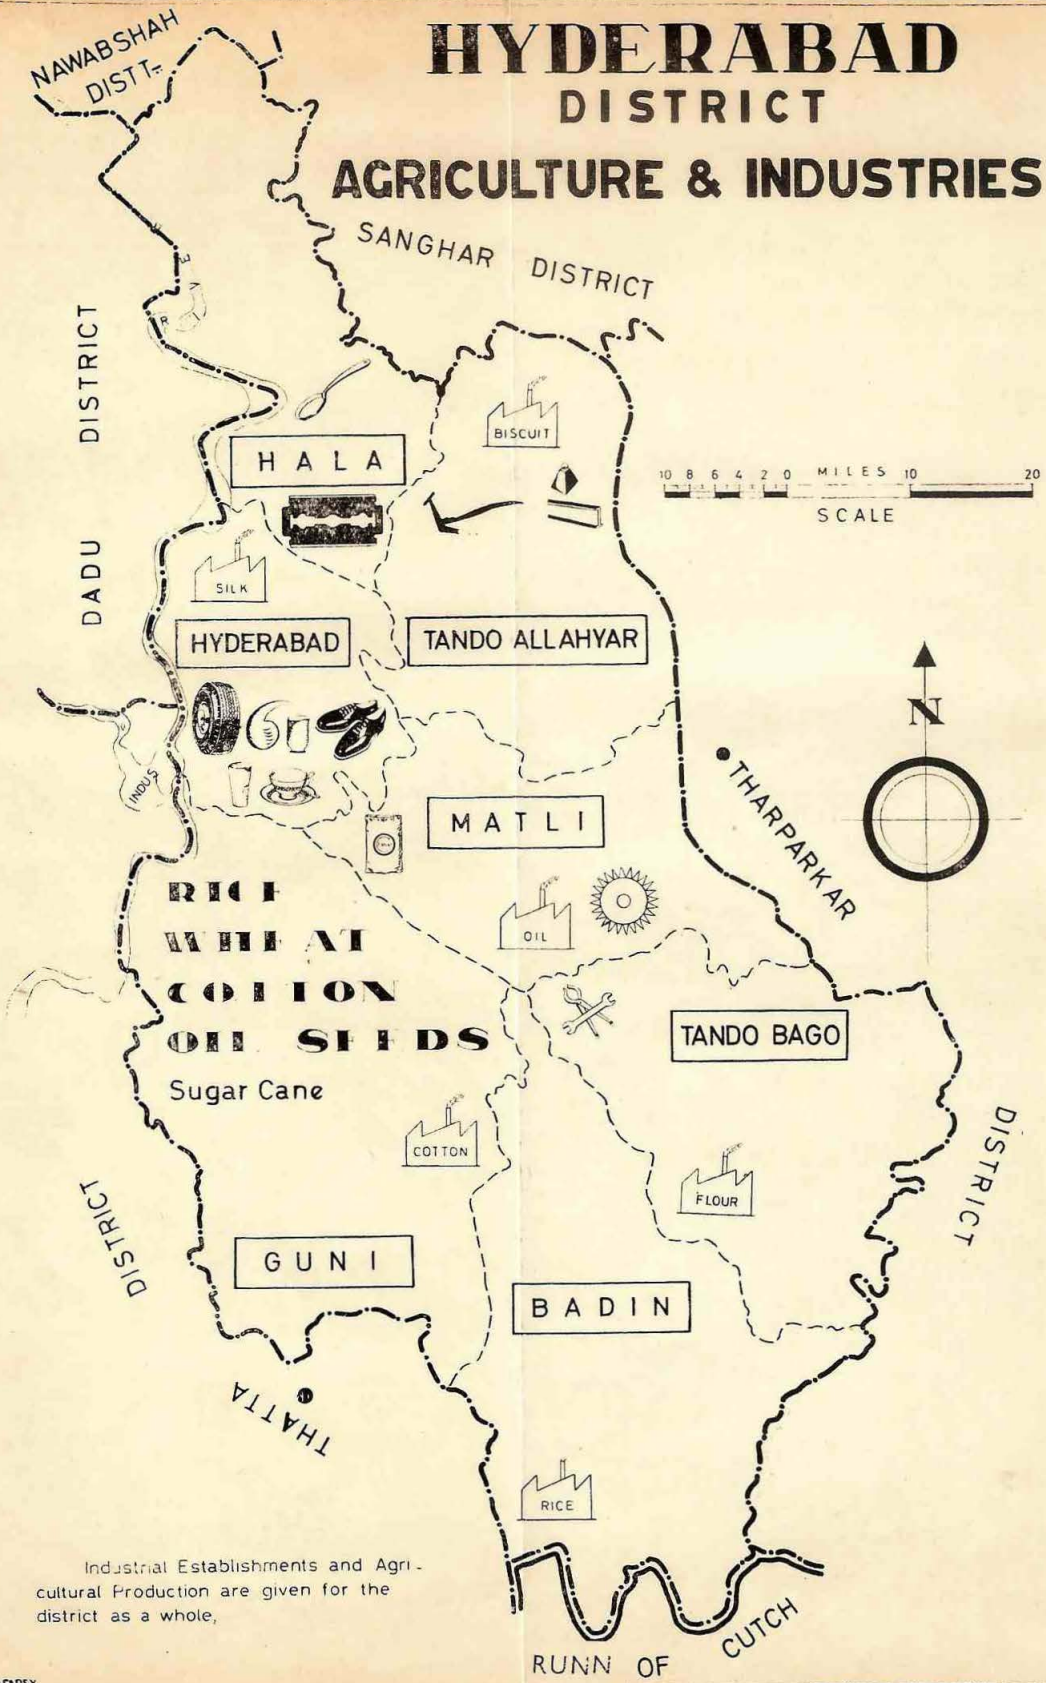 HYDERABAD
DISTRICT
AGRICULTURE & INDUSTRIES
NAWABSHAH
DISTT-
SANGHAR DISTRICT
DADU DISTRICT
RIVER
BISCUIT
HALA
10 8 6 4 2 0 MILES 10 20
SCALE
SILK
HYDERABAD
TANDO ALLAHYAR
N
INDUS
THARPARKAR
MATLI
RICE
WHEAT
COTTON
OIL SEEDS
Sugar Cane
OIL
TANDO BAGO
COTTON
FLOUR
DISTRICT
DISTRICT
GUNI
BADIN
THATTA
RICE
Industrial Establishments and Agri-
cultural Production are given for the
district as a whole,
RUNN OF CUTCH